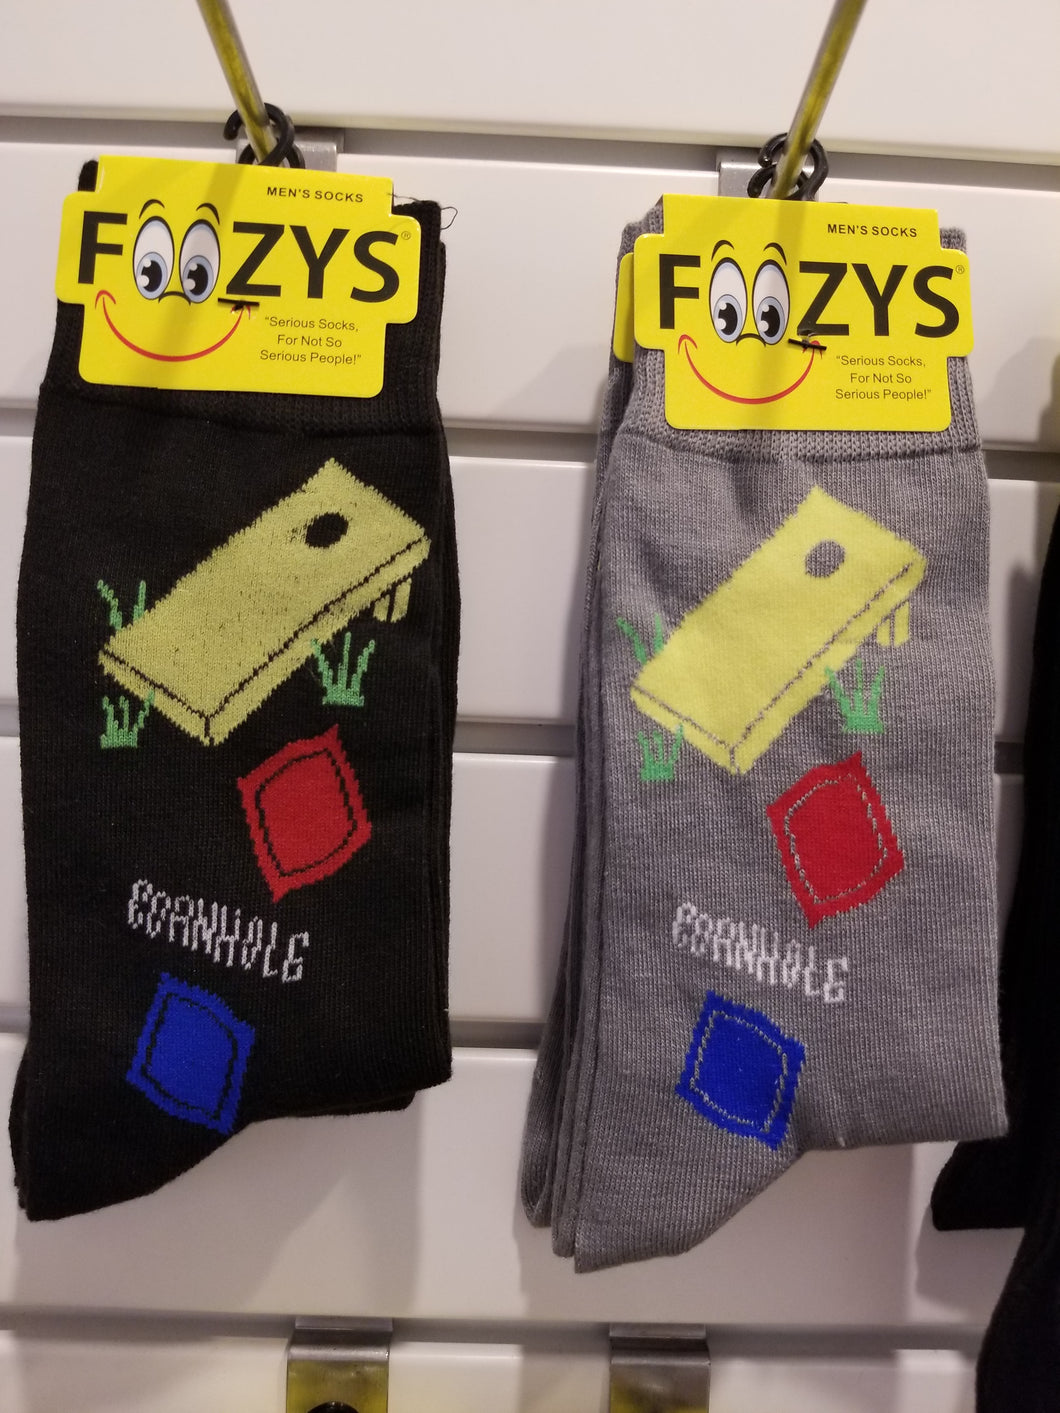 MEN'S SOCKS
FOOZYS®
"Serious Socks,
For Not So
Serious People!"
CORNHOLE
MEN'S SOCKS
FOOZYS®
"Serious Socks,
For Not So
Serious People!"
CORNHOLE